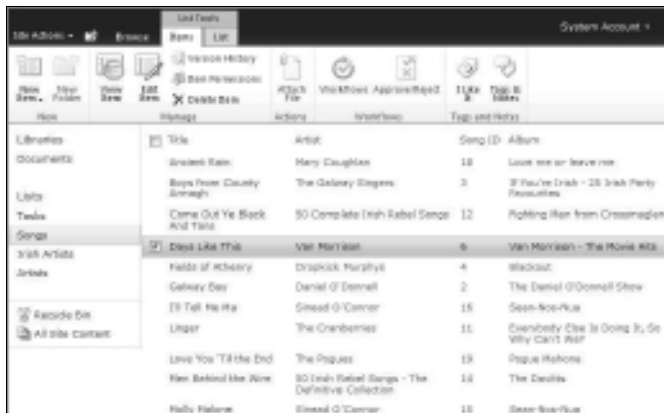 List Tools
Site Actions
Browse
Items
List
System Account
New Item
New Folder
View Item
Edit Item
Version History
Item Permissions
Delete Item
Attach File
Workflows
Approve/Reject
I Like It
Tags & Notes
New
Manage
Actions
Workflows
Tags and Notes
Libraries
Documents
Lists
Tasks
Songs
Irish Artists
Artists
Recycle Bin
All Site Content
Title Artist Song ID Album
Ancient Rain Mary Coughlan 10 Love me or leave me
Boys from County The Galway Singers 3 If You're Irish - 25 Irish Party
Armagh Favourites
Come Out Ye Black 50 Complete Irish Rebel Songs 12 Fighting Men from Crossmaglen
And Tans
Days Like This Van Morrison 6 Van Morrison - The Movie Hits
Fields of Athenry Dropkick Murphys 4 Blackout
Galway Bay Daniel O'Donnell 2 The Daniel O'Donnell Show
I'll Tell Me Ma Sinead O'Connor 15 Sean-Nos-Nua
Linger The Cranberries 11 Everybody Else Is Doing It, So
Why Can't We?
Love You 'Till the End The Pogues 19 Pogue Mahone
Men Behind the Wire 50 Irish Rebel Songs - The 14 The
Definitive Collection
Molly Malone Sinead O'Connor Sean-Nos-Nua